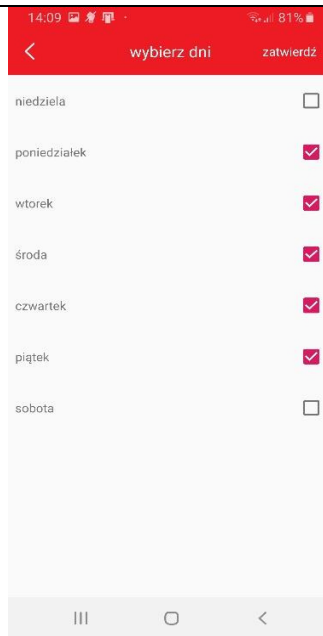 14:09 81%
wybierz dni zatwierdź
niedziela
poniedziałek
wtorek
środa
czwartek
piątek
sobota